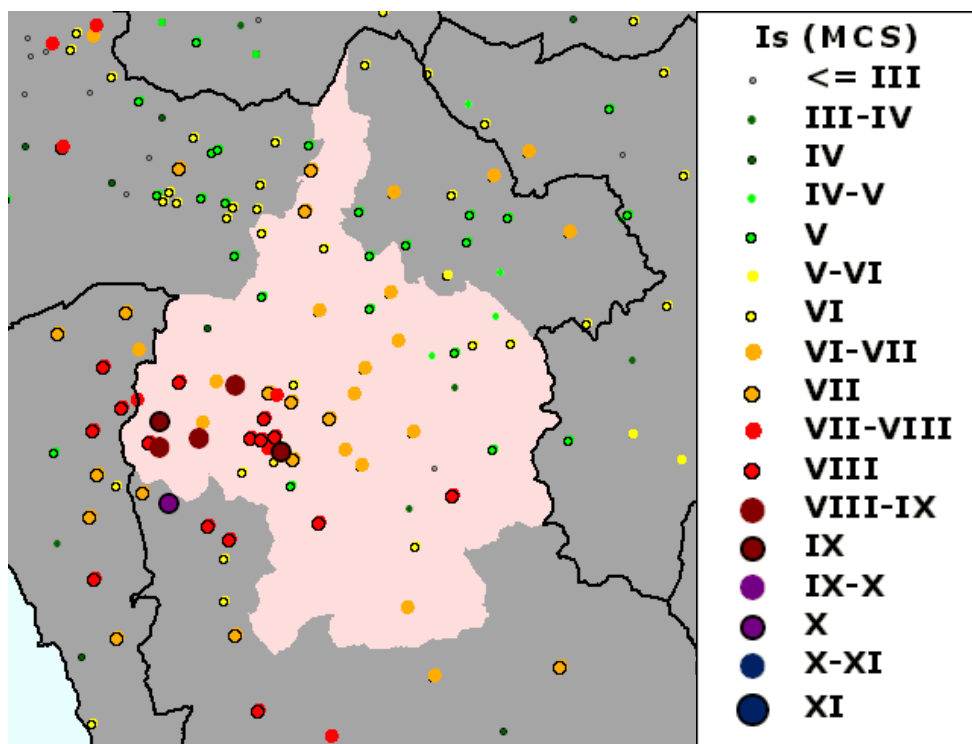 Is (MCS)
<= III
III-IV
IV
IV-V
V
V-VI
VI
VI-VII
VII
VII-VIII
VIII
VIII-IX
IX
IX-X
X
X-XI
XI